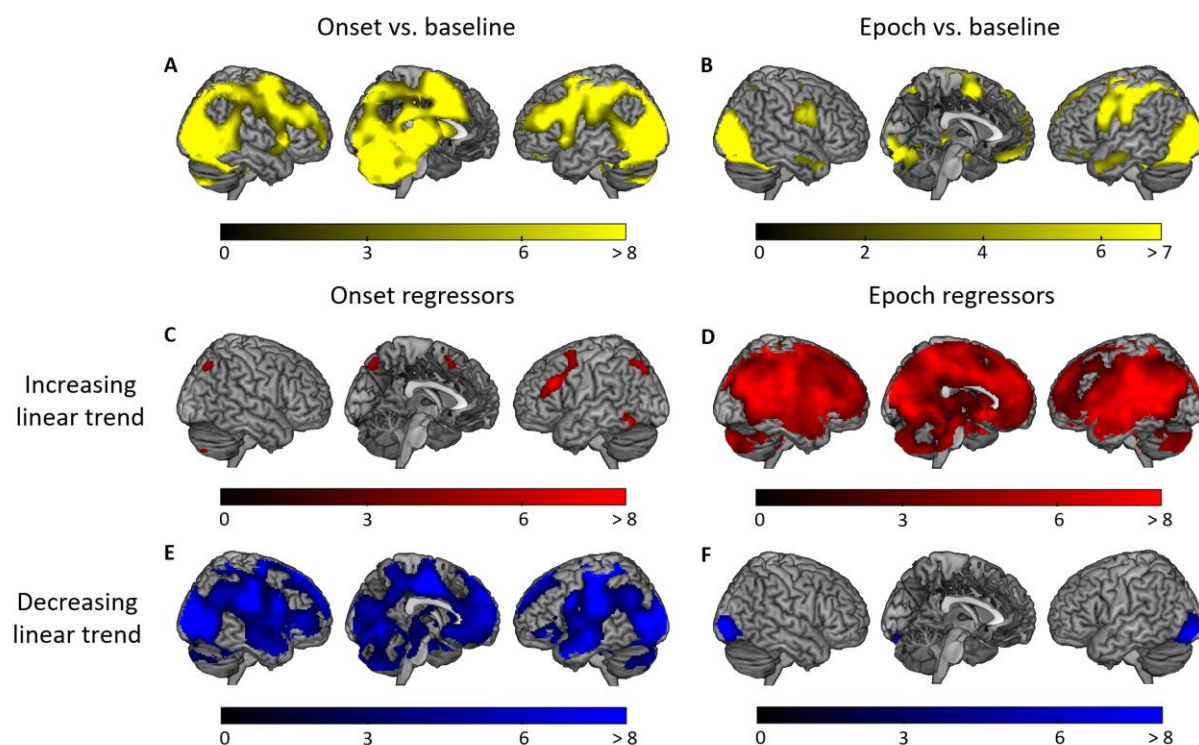 Onset vs. baseline
Epoch vs. baseline
A
B
0 3 6 > 8
0 2 4 6 > 7
Onset regressors
Epoch regressors
C
D
Increasing
linear trend
0 3 6 > 8
0 3 6 > 8
E
F
Decreasing
linear trend
0 3 6 > 8
0 3 6 > 8